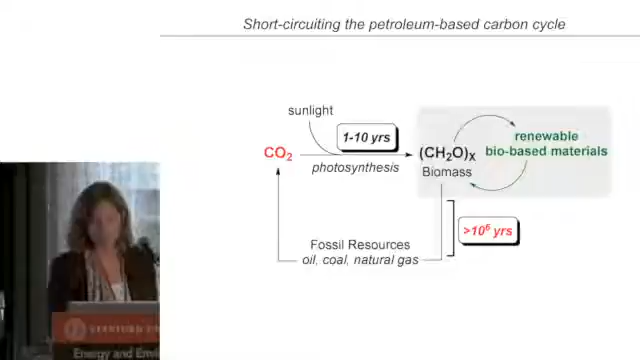 Short-circuiting the petroleum-based carbon cycle
sunlight
1-10 yrs
CO2
(CH2O)X
renewable
bio-based materials
photosynthesis
Biomass
>10⁶ yrs
Fossil Resources
oil, coal, natural gas
Energy and